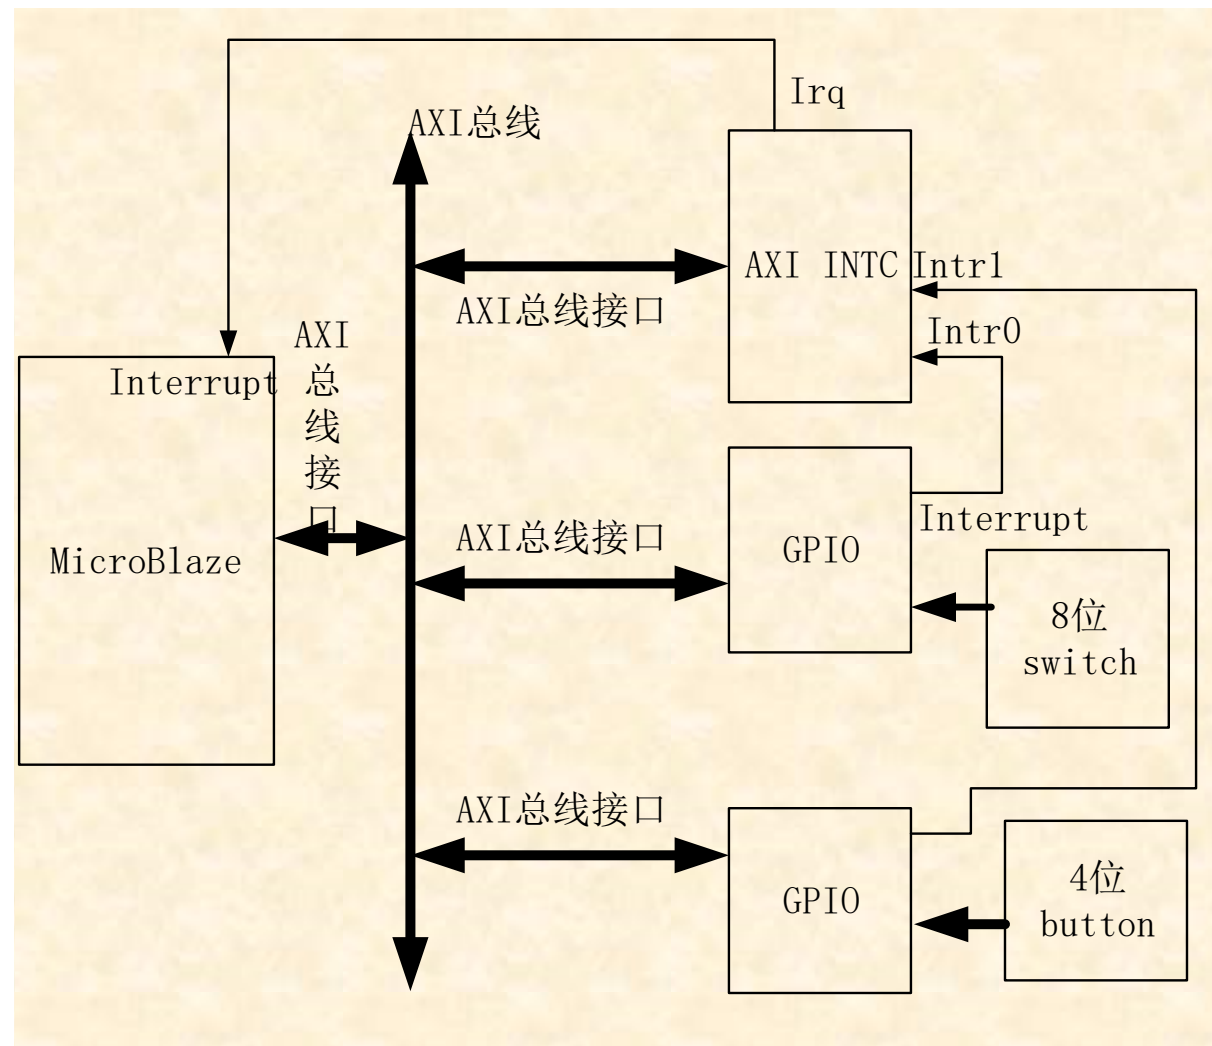 Irq
AXI总线
AXI INTC
Intr1
AXI总线接口
Intr0
AXI
总
线
接
口
Interrupt
MicroBlaze
AXI总线接口
GPIO
Interrupt
8位
switch
AXI总线接口
GPIO
4位
button